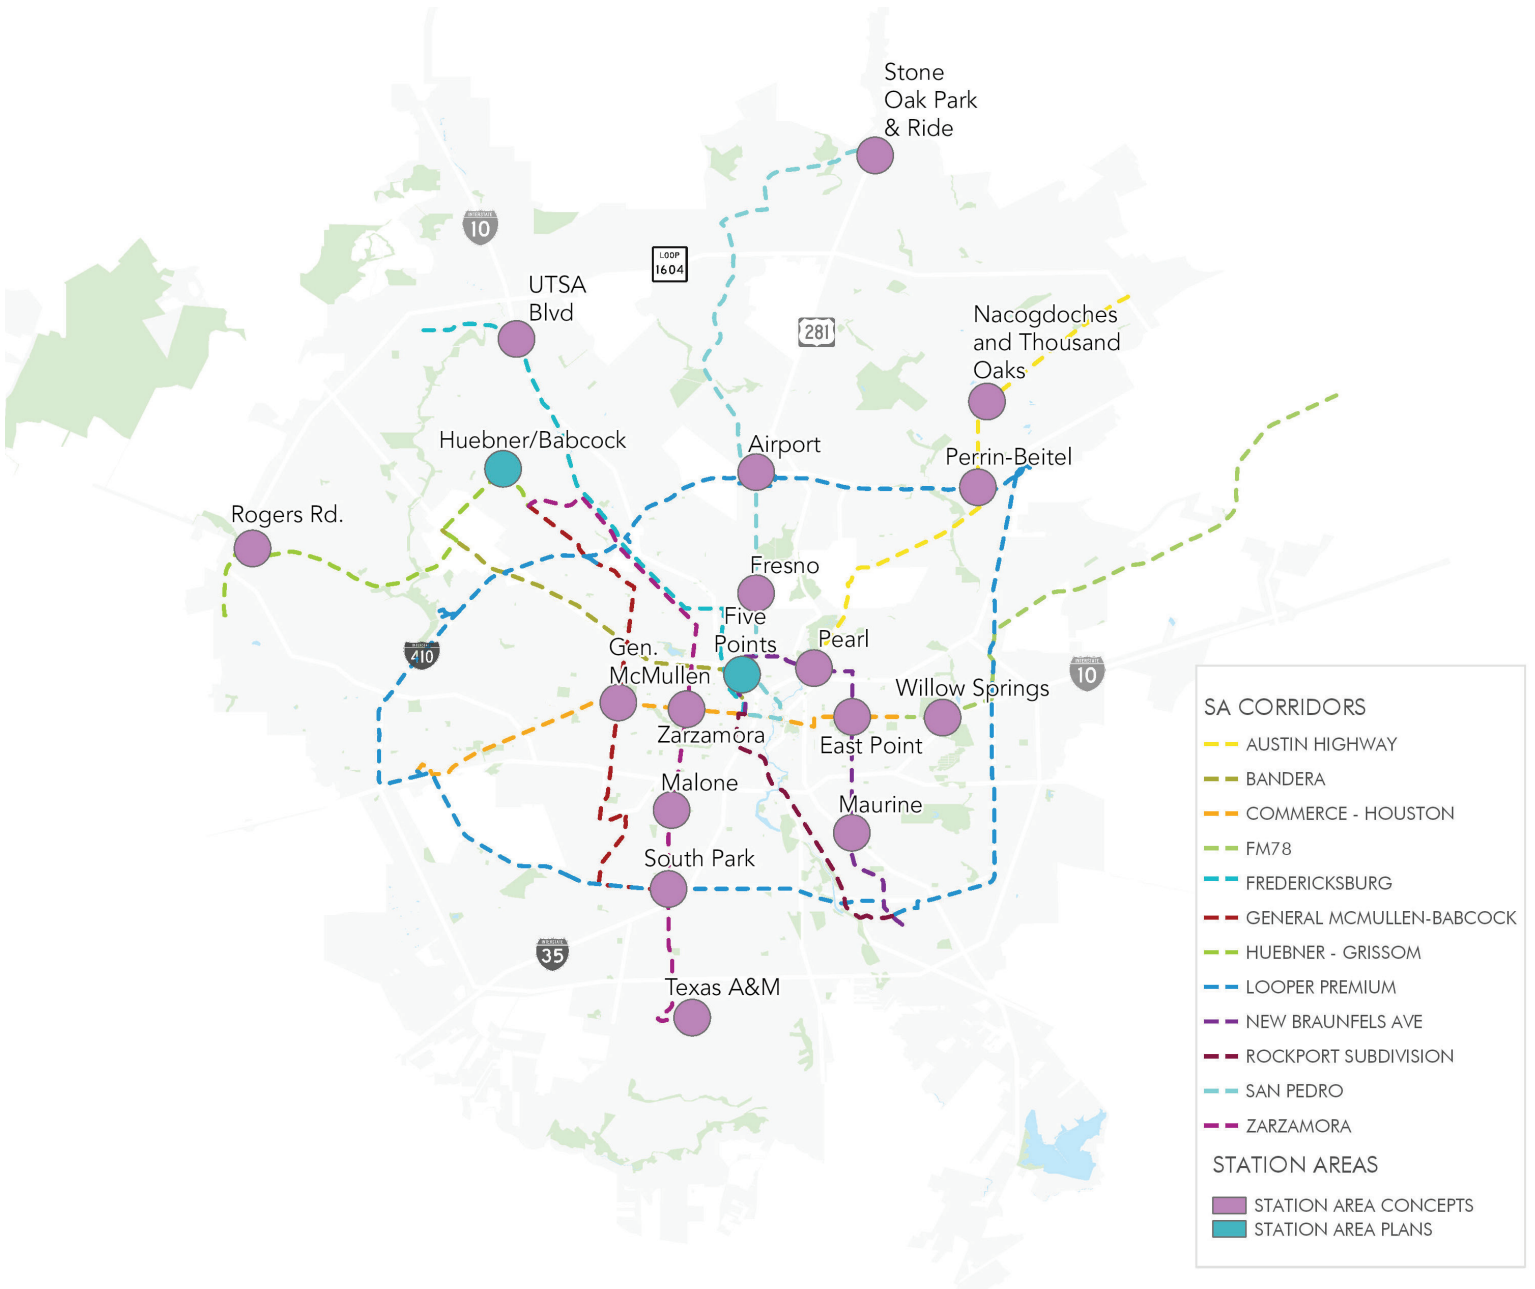 Stone
Oak Park
& Ride
INTERSTATE
10
LOOP
1604
UTSA
Blvd
281
Nacogdoches
and Thousand
Oaks
Huebner/Babcock
Airport
Perrin-Beitel
Rogers Rd.
Fresno
Five
Points
Pearl
Gen.
McMullen
410
10
Willow Springs
Zarzamora
East Point
Malone
Maurine
South Park
35
Texas A&M
SA CORRIDORS
AUSTIN HIGHWAY
BANDERA
COMMERCE - HOUSTON
FM78
FREDERICKSBURG
GENERAL MCMULLEN-BABCOCK
HUEBNER - GRISSOM
LOOPER PREMIUM
NEW BRAUNFELS AVE
ROCKPORT SUBDIVISION
SAN PEDRO
ZARZAMORA
STATION AREAS
STATION AREA CONCEPTS
STATION AREA PLANS